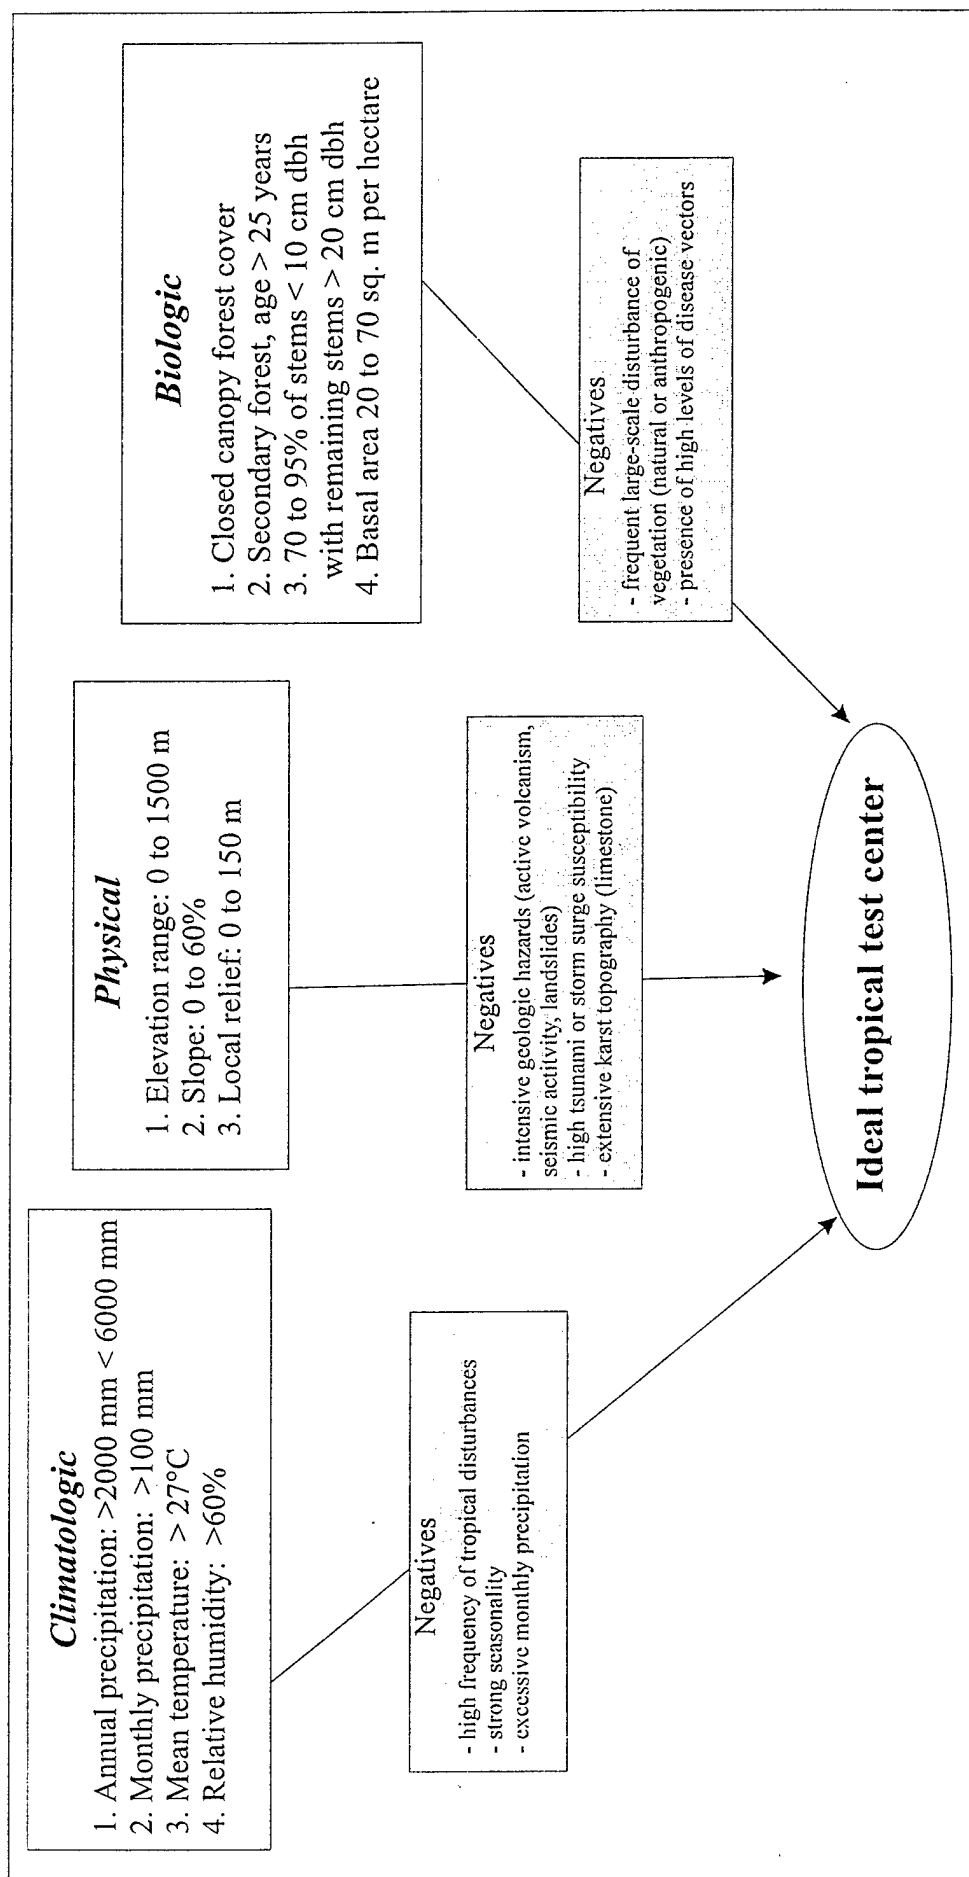 Climatologic
1. Annual precipitation: >2000 mm < 6000 mm
2. Monthly precipitation: >100 mm
3. Mean temperature: > 27°C
4. Relative humidity: >60%
Negatives
- high frequency of tropical disturbances
- strong seasonality
- excessive monthly precipitation
Physical
1. Elevation range: 0 to 1500 m
2. Slope: 0 to 60%
3. Local relief: 0 to 150 m
Negatives
- intensive geologic hazards (active volcanism,
seismic actitvity, landslides)
- high tsunami or storm surge susceptibility
- extensive karst topography (limestone)
Biologic
1. Closed canopy forest cover
2. Secondary forest, age > 25 years
3. 70 to 95% of stems < 10 cm dbh
with remaining stems > 20 cm dbh
4. Basal area 20 to 70 sq. m per hectare
Negatives
- frequent large-scale disturbance of
vegetation (natural or anthropogenic)
- presence of high levels of disease vectors
Ideal tropical test center